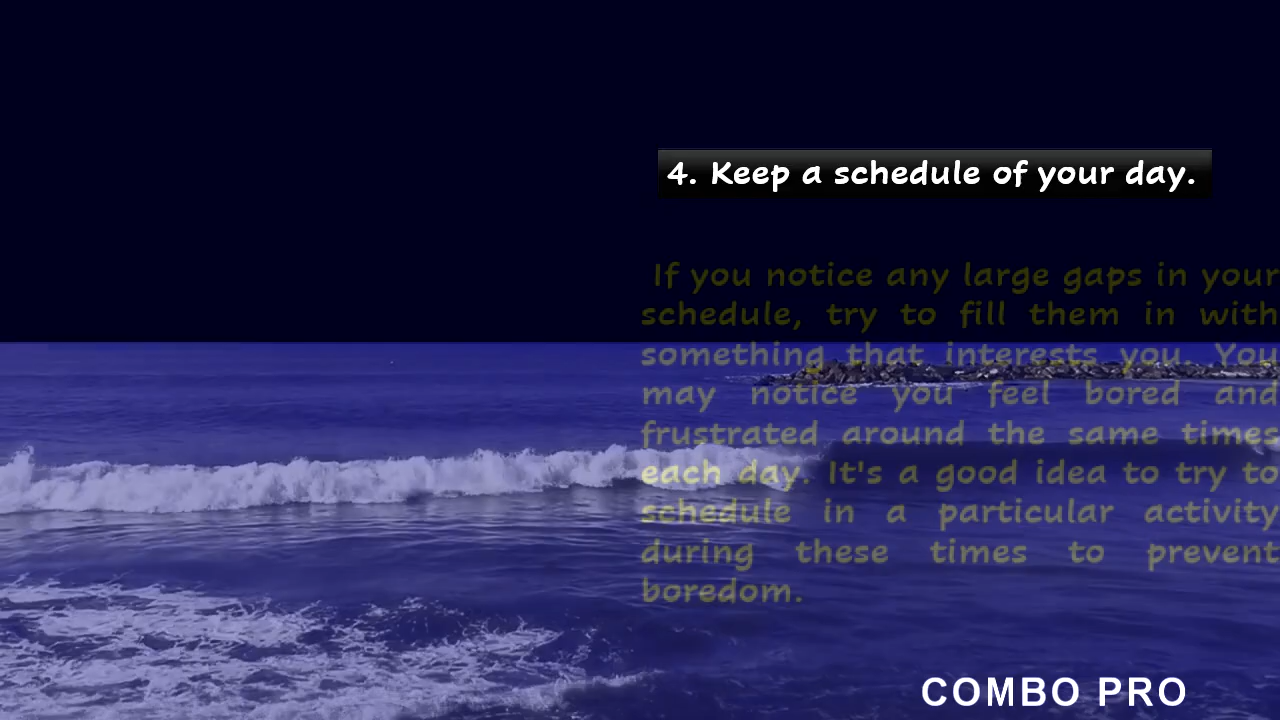 4. Keep a schedule of your day.
If you notice any large gaps in your
schedule, try to fill them in with
something that interests you. You
may notice you feel bored and
frustrated around the same times
each day. It's a good idea to try to
schedule in a particular activity
during these times to prevent
boredom.
COMBO PRO